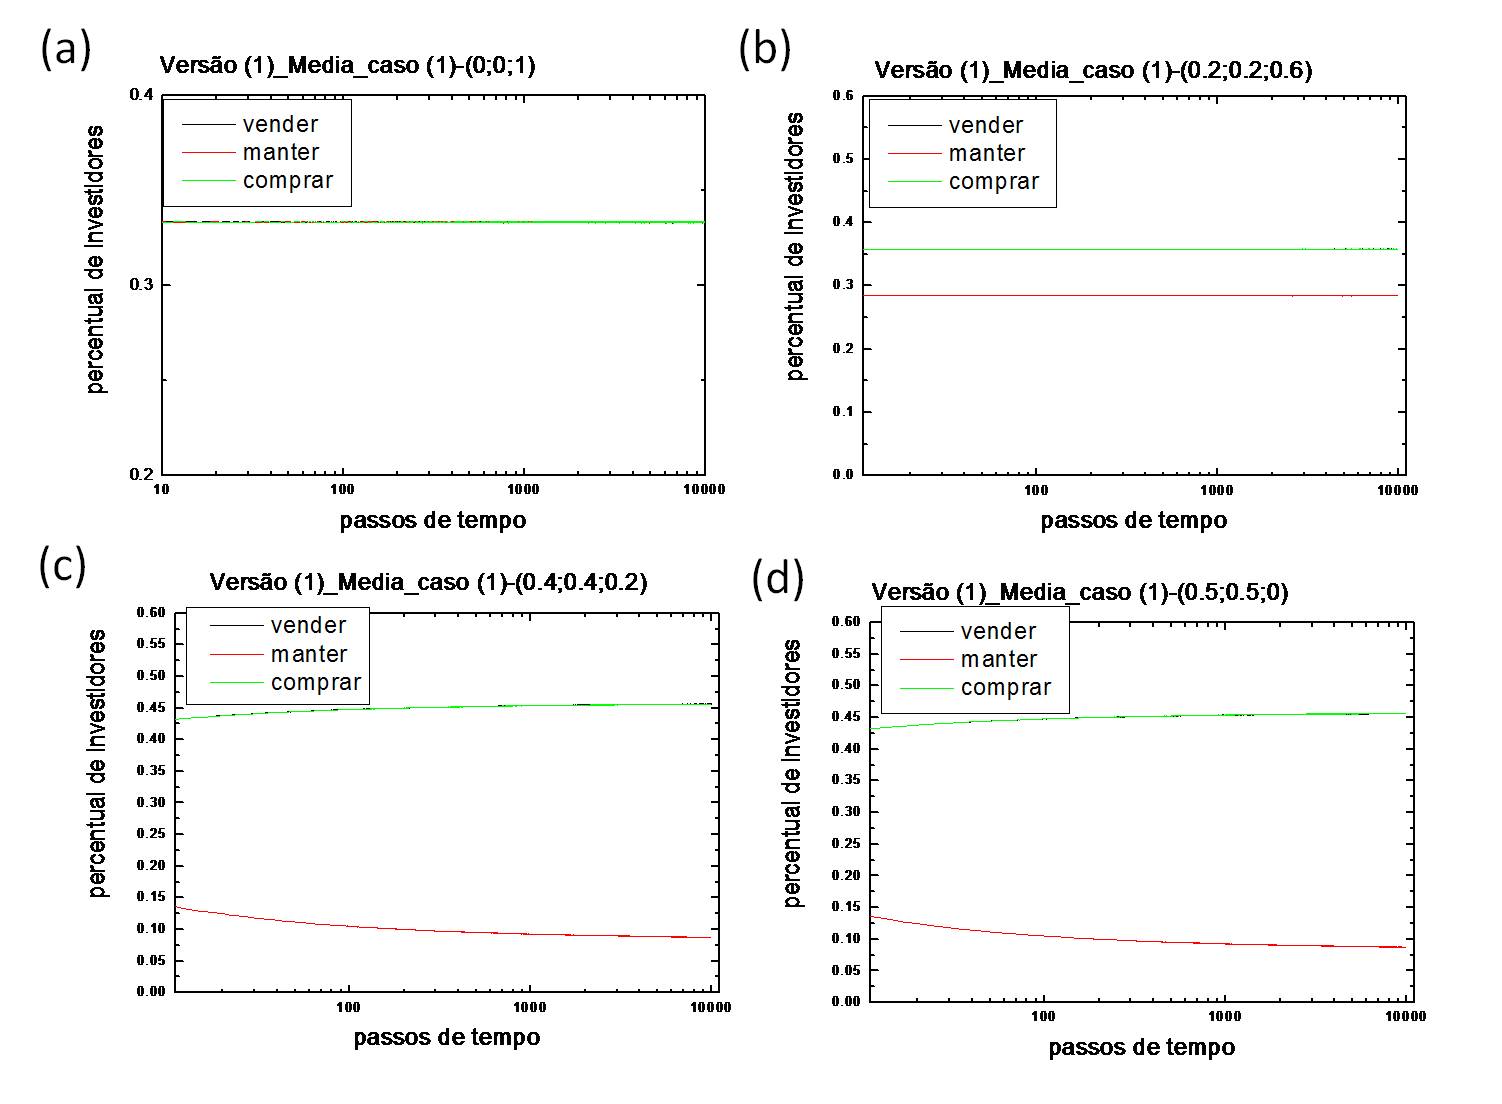 (a)
Versão (1)_Media_caso (1)-(0;0;1)
0.4
0.3
0.2
percentual de Investidores
vender
manter
comprar
10 100 1000 10000
passos de tempo
(b)
Versão (1)_Media_caso (1)-(0.2;0.2;0.6)
0.6
0.5
0.4
0.3
0.2
0.1
0.0
percentual de Investidores
vender
manter
comprar
100 1000 10000
passos de tempo
(c)
Versão (1)_Media_caso (1)-(0.4;0.4;0.2)
0.60
0.55
0.50
0.45
0.40
0.35
0.30
0.25
0.20
0.15
0.10
0.05
0.00
percentual de Investidores
vender
manter
comprar
100 1000 10000
passos de tempo
(d)
Versão (1)_Media_caso (1)-(0.5;0.5;0)
0.60
0.55
0.50
0.45
0.40
0.35
0.30
0.25
0.20
0.15
0.10
0.05
0.00
percentual de Investidores
vender
manter
comprar
100 1000 10000
passos de tempo